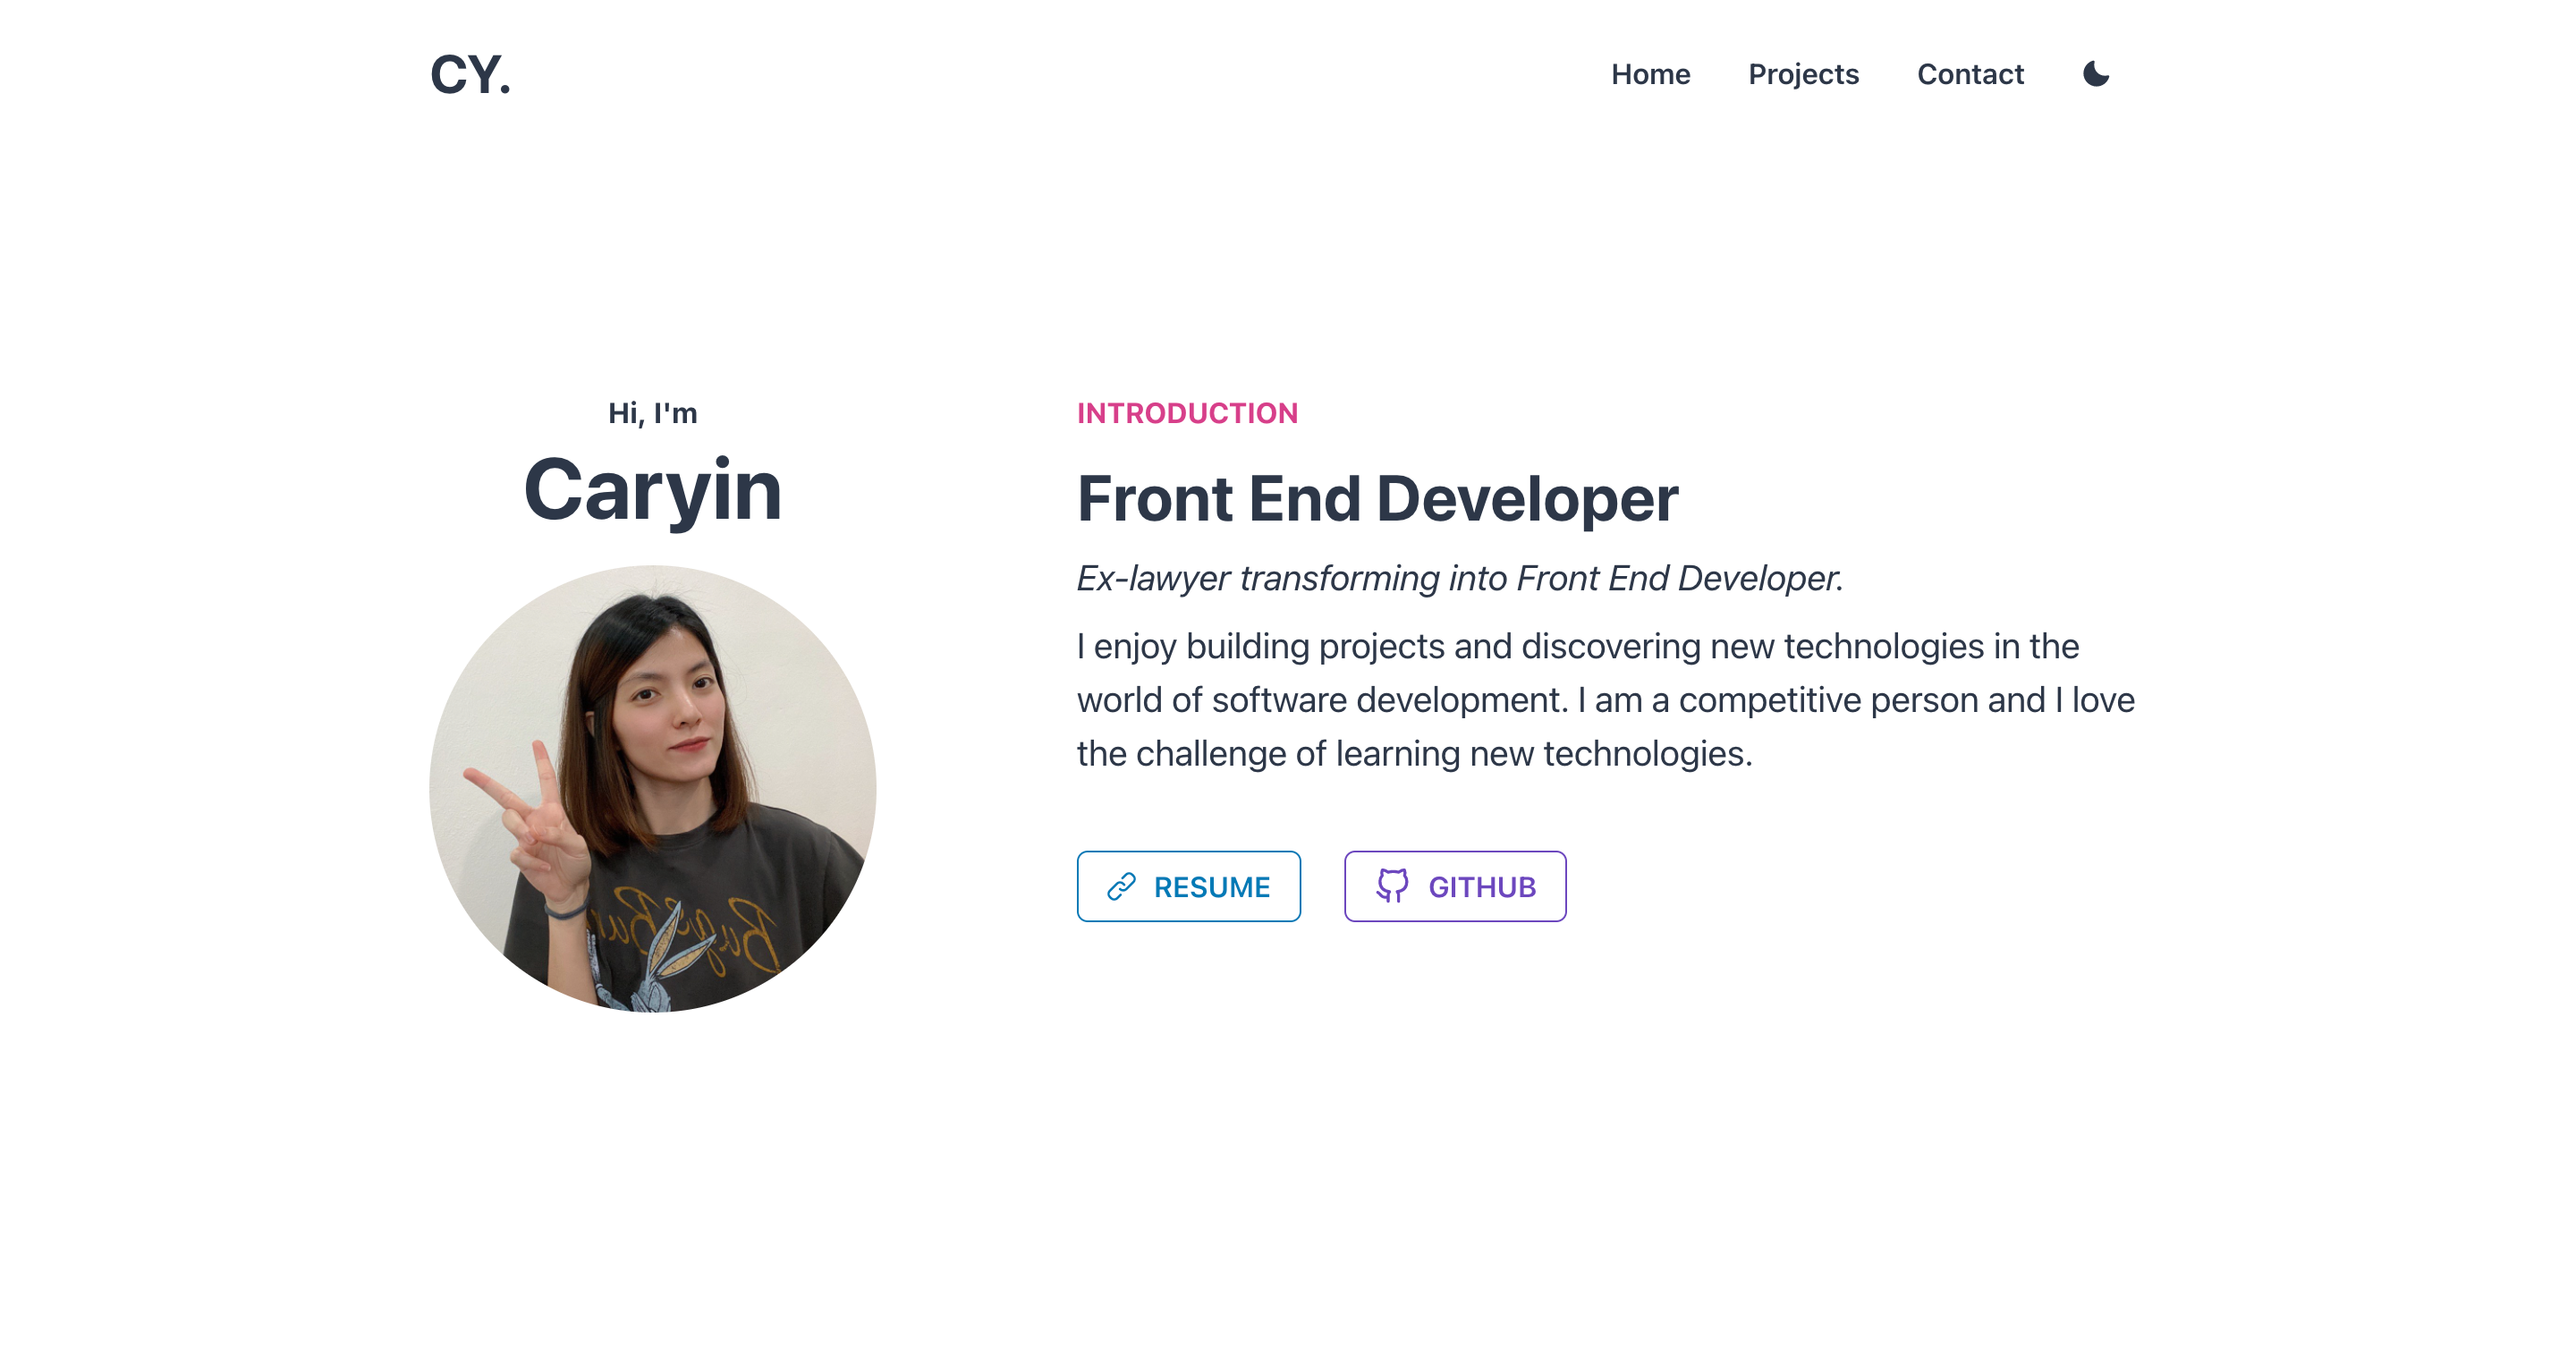 CY.
Home Projects Contact
Hi, I'm
Caryin
INTRODUCTION
Front End Developer
Ex-lawyer transforming into Front End Developer.
I enjoy building projects and discovering new technologies in the
world of software development. I am a competitive person and I love
the challenge of learning new technologies.
RESUME
GITHUB
Bugs Bun